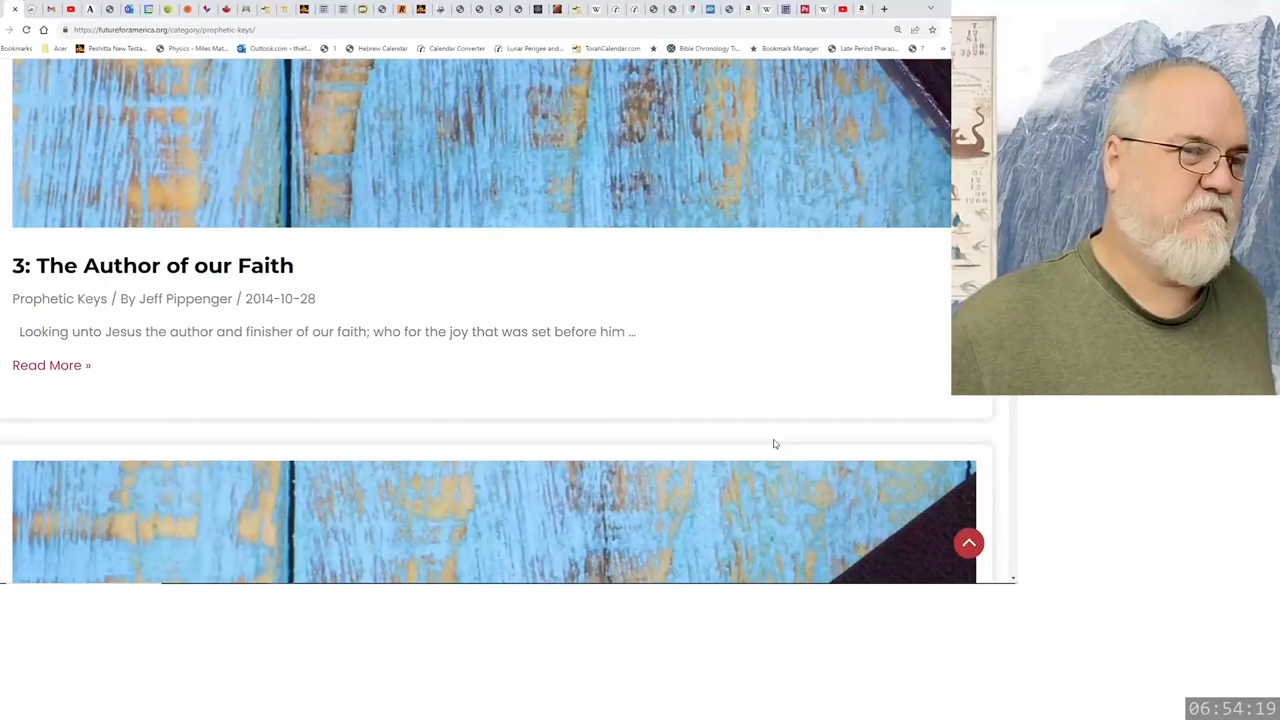 https://futureforamerica.org/category/prophetic-keys/
Bookmarks Acer Peshitta New Testa... Physics - Miles Mat... Outlook.com - thief... 1 Hebrew Calendar Calendar Converter Lunar Perigee and... TorahCalendar.com Bible Chronology Ti... Bookmark Manager Late Period Pharao... ? »
3: The Author of our Faith
Prophetic Keys / By Jeff Pippenger / 2014-10-28
Looking unto Jesus the author and finisher of our faith; who for the joy that was set before him ...
Read More »
06:54:19